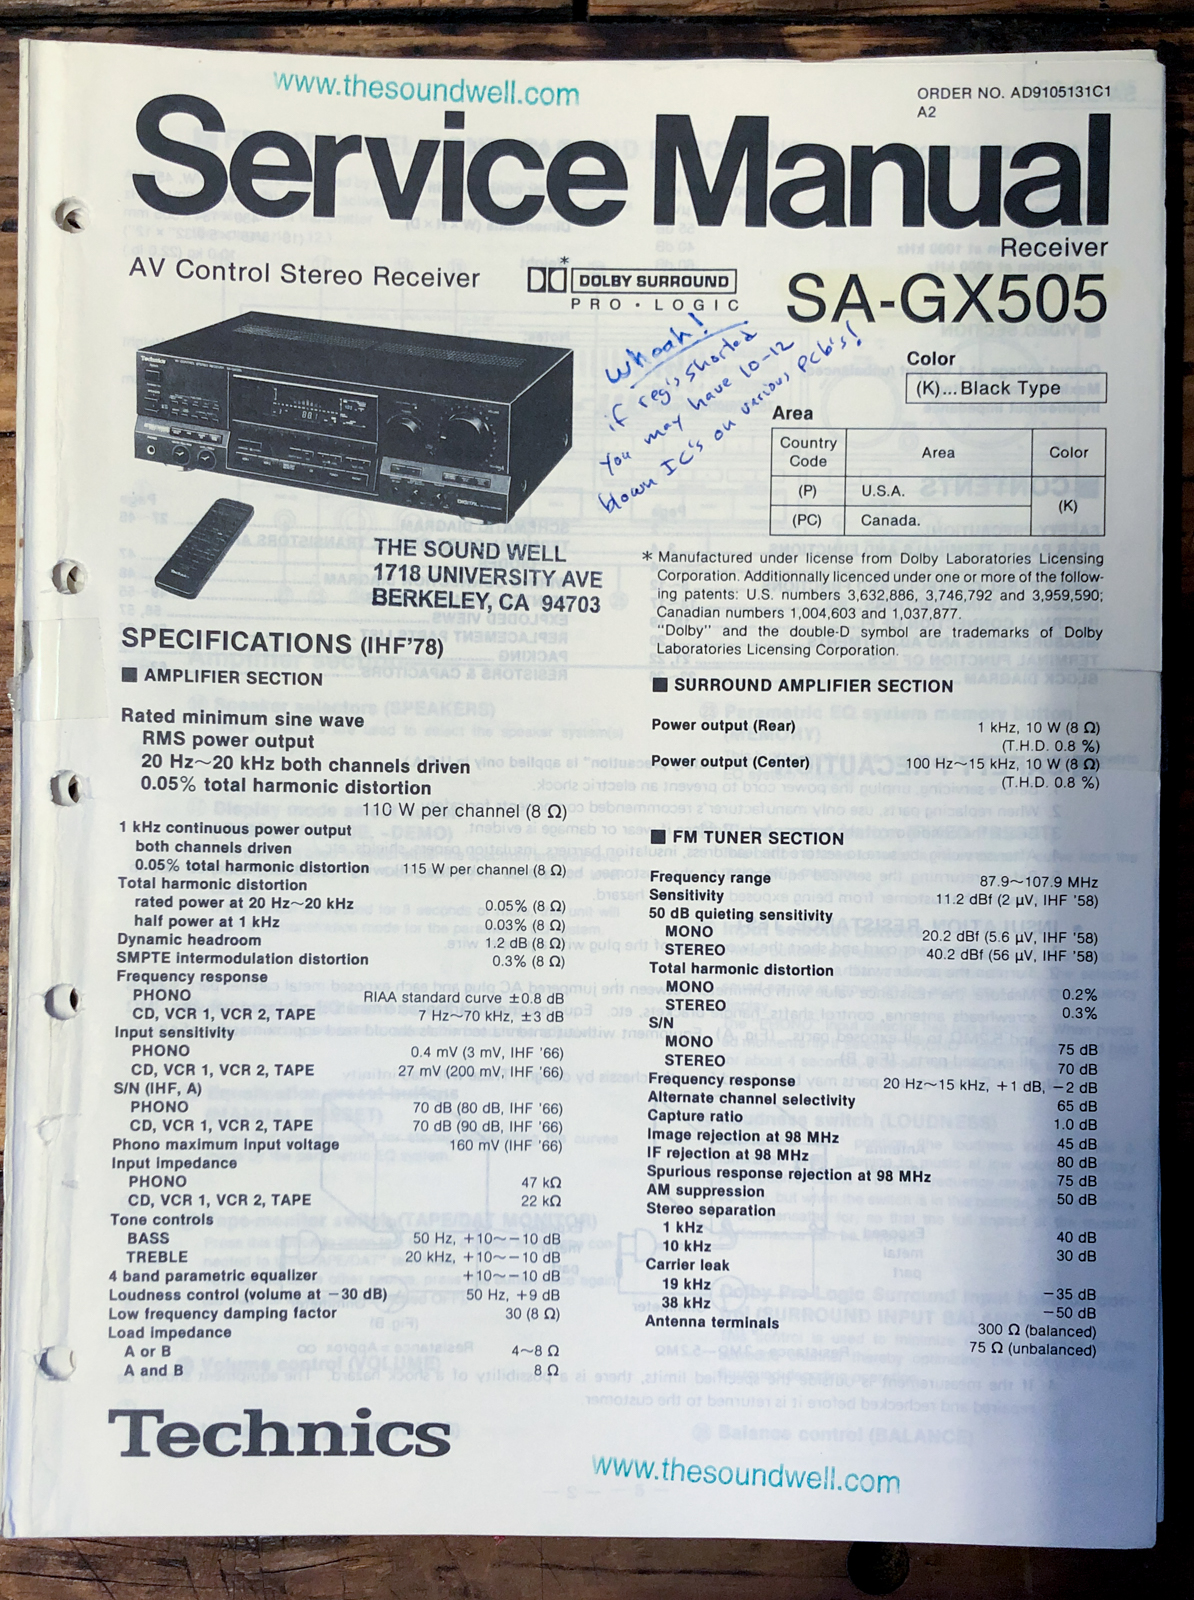 www.thesoundwell.com
ORDER NO. AD9105131C1
A2
Service Manual
Receiver
AV Control Stereo Receiver
DOLBY SURROUND
PRO·LOGIC
SA-GX505
Whoah!
if reg's shorted
you may have 10-12
blown IC's on various PCB's!
Color
(K)...Black Type
Area
Country Code Area Color
(P) U.S.A. (K)
(PC) Canada.
Technics
THE SOUND WELL
1718 UNIVERSITY AVE
BERKELEY, CA 94703
* Manufactured under license from Dolby Laboratories Licensing
Corporation. Additionnally licenced under one or more of the follow-
ing patents: U.S. numbers 3,632,886, 3,746,792 and 3,959,590;
Canadian numbers 1,004,603 and 1,037,877.
"Dolby" and the double-D symbol are trademarks of Dolby
Laboratories Licensing Corporation.
SPECIFICATIONS (IHF'78)
■ AMPLIFIER SECTION
Rated minimum sine wave
RMS power output
20 Hz~20 kHz both channels driven
0.05% total harmonic distortion
110 W per channel (8 Ω)
1 kHz continuous power output
both channels driven
0.05% total harmonic distortion 115 W per channel (8 Ω)
Total harmonic distortion
rated power at 20 Hz~20 kHz 0.05% (8 Ω)
half power at 1 kHz 0.03% (8 Ω)
Dynamic headroom 1.2 dB (8 Ω)
SMPTE intermodulation distortion 0.3% (8 Ω)
Frequency response
PHONO RIAA standard curve ±0.8 dB
CD, VCR 1, VCR 2, TAPE 7 Hz~70 kHz, ±3 dB
Input sensitivity
PHONO 0.4 mV (3 mV, IHF '66)
CD, VCR 1, VCR 2, TAPE 27 mV (200 mV, IHF '66)
S/N (IHF, A)
PHONO 70 dB (80 dB, IHF '66)
CD, VCR 1, VCR 2, TAPE 70 dB (90 dB, IHF '66)
Phono maximum input voltage 160 mV (IHF '66)
Input impedance
PHONO 47 kΩ
CD, VCR 1, VCR 2, TAPE 22 kΩ
Tone controls
BASS 50 Hz, +10~−10 dB
TREBLE 20 kHz, +10~−10 dB
4 band parametric equalizer +10~−10 dB
Loudness control (volume at −30 dB) 50 Hz, +9 dB
Low frequency damping factor 30 (8 Ω)
Load impedance
A or B 4~8 Ω
A and B 8 Ω
■ SURROUND AMPLIFIER SECTION
Power output (Rear) 1 kHz, 10 W (8 Ω)
(T.H.D. 0.8 %)
Power output (Center) 100 Hz~15 kHz, 10 W (8 Ω)
(T.H.D. 0.8 %)
■ FM TUNER SECTION
Frequency range 87.9~107.9 MHz
Sensitivity 11.2 dBf (2 µV, IHF '58)
50 dB quieting sensitivity
MONO 20.2 dBf (5.6 µV, IHF '58)
STEREO 40.2 dBf (56 µV, IHF '58)
Total harmonic distortion
MONO 0.2%
STEREO 0.3%
S/N
MONO 75 dB
STEREO 70 dB
Frequency response 20 Hz~15 kHz, +1 dB, −2 dB
Alternate channel selectivity 65 dB
Capture ratio 1.0 dB
Image rejection at 98 MHz 45 dB
IF rejection at 98 MHz 80 dB
Spurious response rejection at 98 MHz 75 dB
AM suppression 50 dB
Stereo separation
1 kHz 40 dB
10 kHz 30 dB
Carrier leak
19 kHz −35 dB
38 kHz −50 dB
Antenna terminals 300 Ω (balanced)
75 Ω (unbalanced)
Technics
www.thesoundwell.com